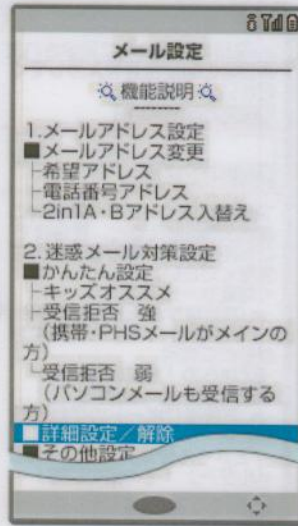 メール設定
機能説明
1.メールアドレス設定
■メールアドレス変更
├希望アドレス
├電話番号アドレス
└2in1A・Bアドレス入替え
2.迷惑メール対策設定
■かんたん設定
├キッズオススメ
├受信拒否　強
(携帯・PHSメールがメインの
方)
└受信拒否　弱
(パソコンメールも受信する
方)
■詳細設定／解除
■その他設定